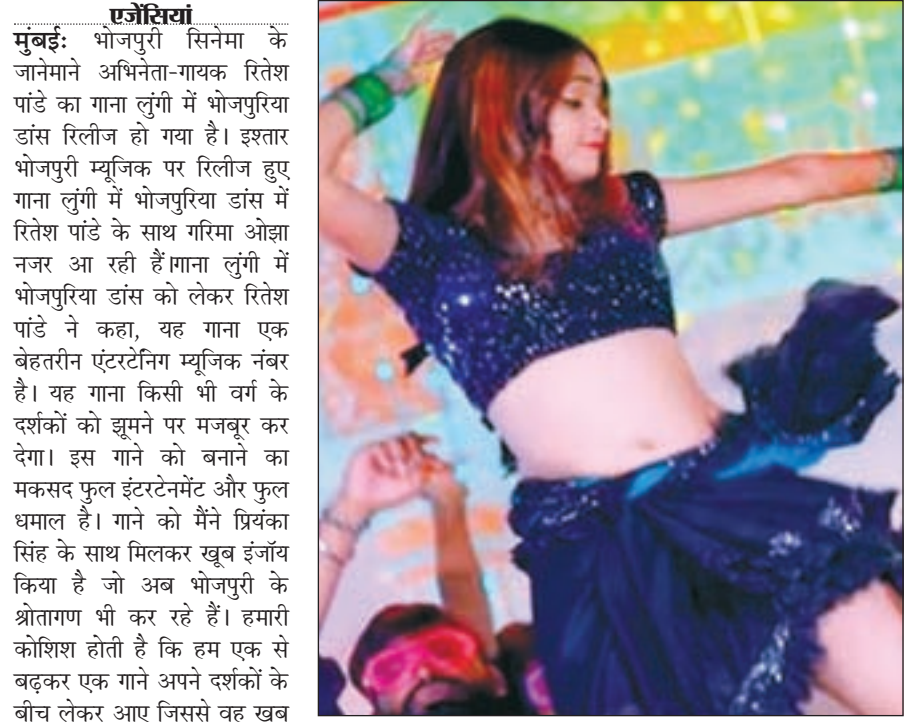 एजेंसियां
मुंबईः भोजपुरी सिनेमा के
जानेमाने अभिनेता-गायक रितेश
पांडे का गाना लुंगी में भोजपुरिया
डांस रिलीज हो गया है। इश्तार
भोजपुरी म्यूजिक पर रिलीज हुए
गाना लुंगी में भोजपुरिया डांस में
रितेश पांडे के साथ गरिमा ओझा
नजर आ रही हैं।गाना लुंगी में
भोजपुरिया डांस को लेकर रितेश
पांडे ने कहा, यह गाना एक
बेहतरीन एंटरटेनिंग म्यूजिक नंबर
है। यह गाना किसी भी वर्ग के
दर्शकों को झूमने पर मजबूर कर
देगा। इस गाने को बनाने का
मकसद फुल इंटरटेनमेंट और फुल
धमाल है। गाने को मैंने प्रियंका
सिंह के साथ मिलकर खूब इंजॉय
किया है जो अब भोजपुरी के
श्रोतागण भी कर रहे हैं। हमारी
कोशिश होती है कि हम एक से
बढ़कर एक गाने अपने दर्शकों के
बीच लेकर आए जिससे वह खूब